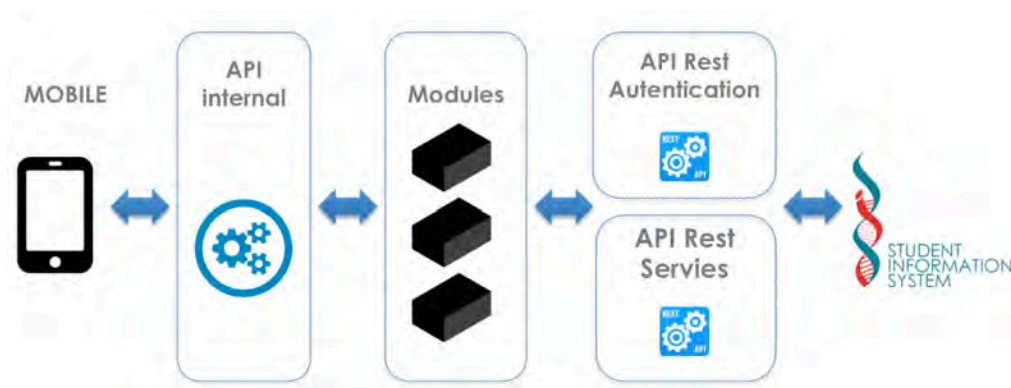 MOBILE
API
internal
Modules
API Rest
Autentication
REST
API
API Rest
Servies
REST
API
STUDENT
INFORMATION
SYSTEM